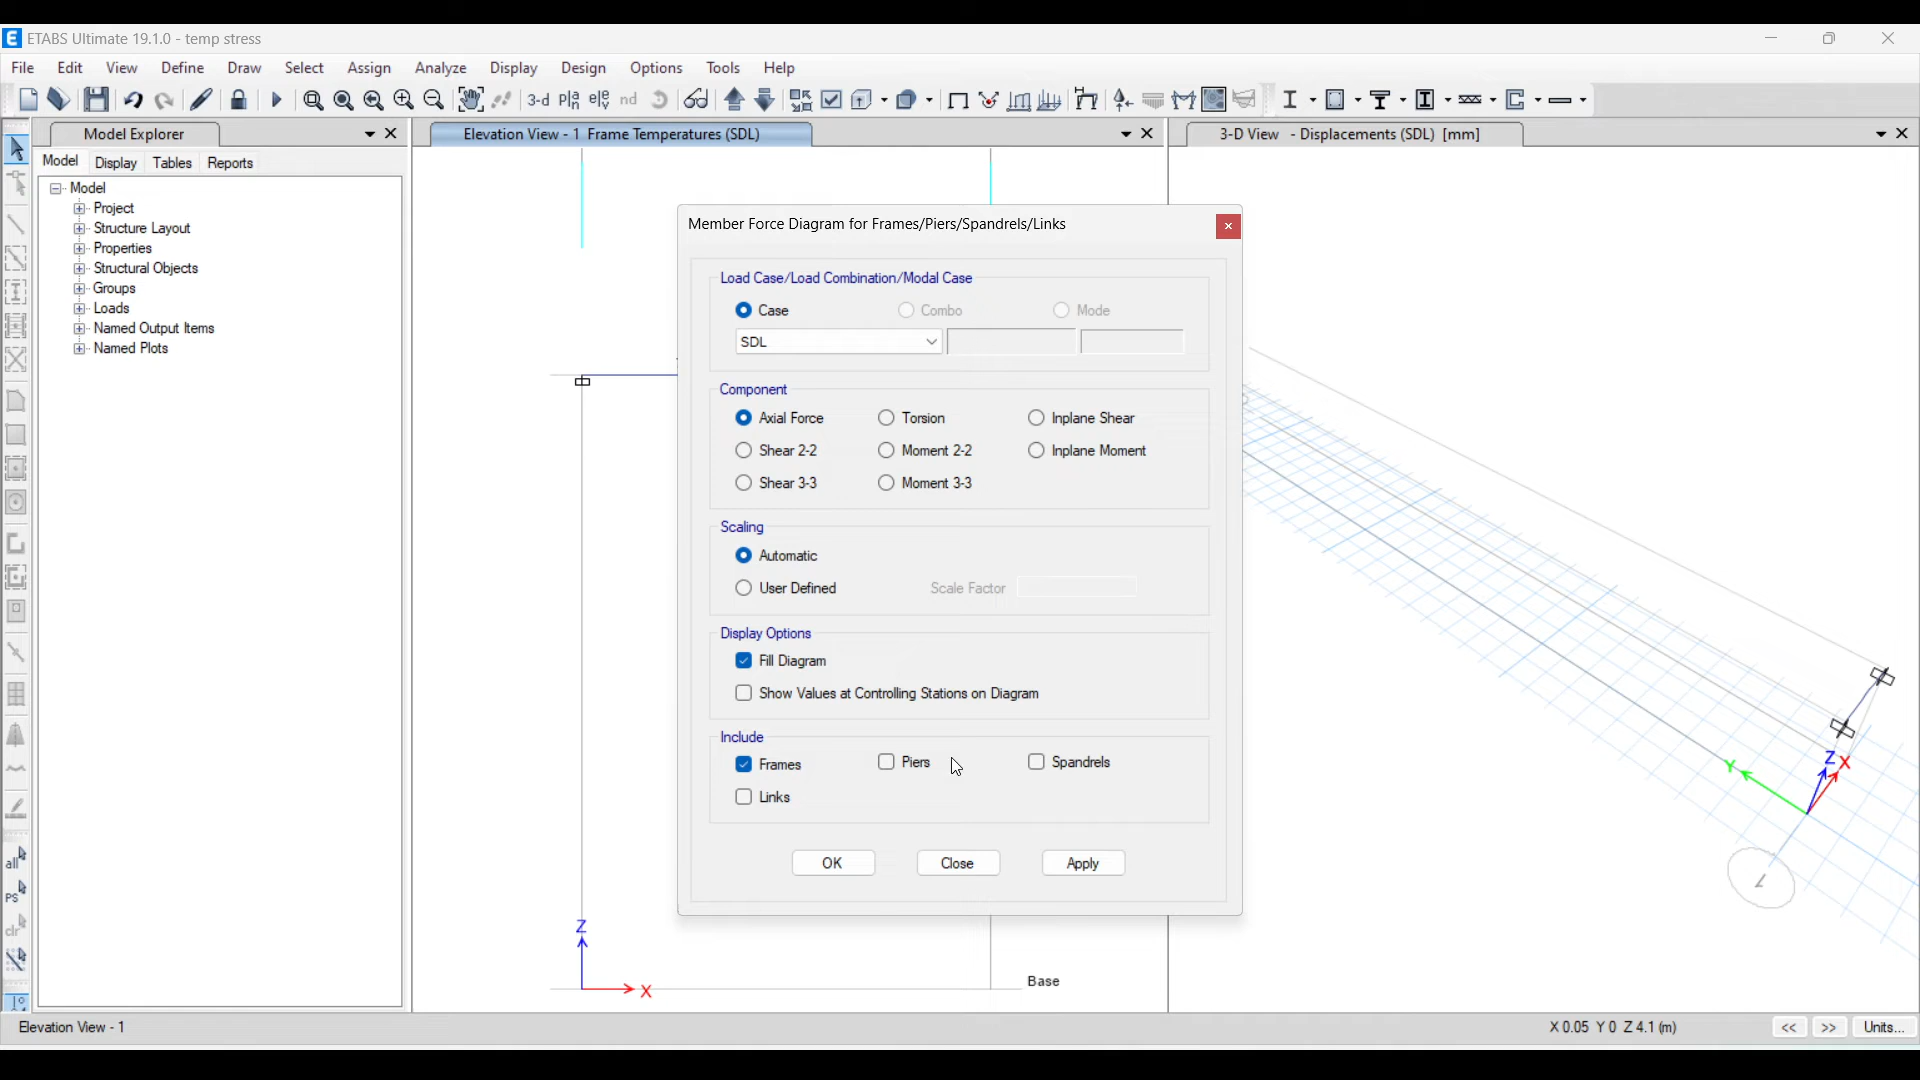 ETABS Ultimate 19.1.0 - temp stress
File Edit View Define Draw Select Assign Analyze Display Design Options Tools Help
3-d Pla nd
Model Explorer
Elevation View - 1 Frame Temperatures (SDL)
3-D View - Displacements (SDL) [mm]
Model Display Tables Reports
Model
Project
Structure Layout
Properties
Structural Objects
Groups
Loads
Named Output Items
Named Plots
Member Force Diagram for Frames/Piers/Spandrels/Links
Load Case/Load Combination/Modal Case
Case Combo Mode
SDL
Component
Axial Force Torsion Inplane Shear
Shear 2-2 Moment 2-2 Inplane Moment
Shear 3-3 Moment 3-3
Scaling
Automatic
User Defined Scale Factor
Display Options
Fill Diagram
Show Values at Controlling Stations on Diagram
Include
Frames Piers Spandrels
Links
OK Close Apply
Z
X
Base
Y
Z
X
all
PS
clr
Elevation View - 1
X 0.05 Y 0 Z 4.1 (m)
<< >> Units...